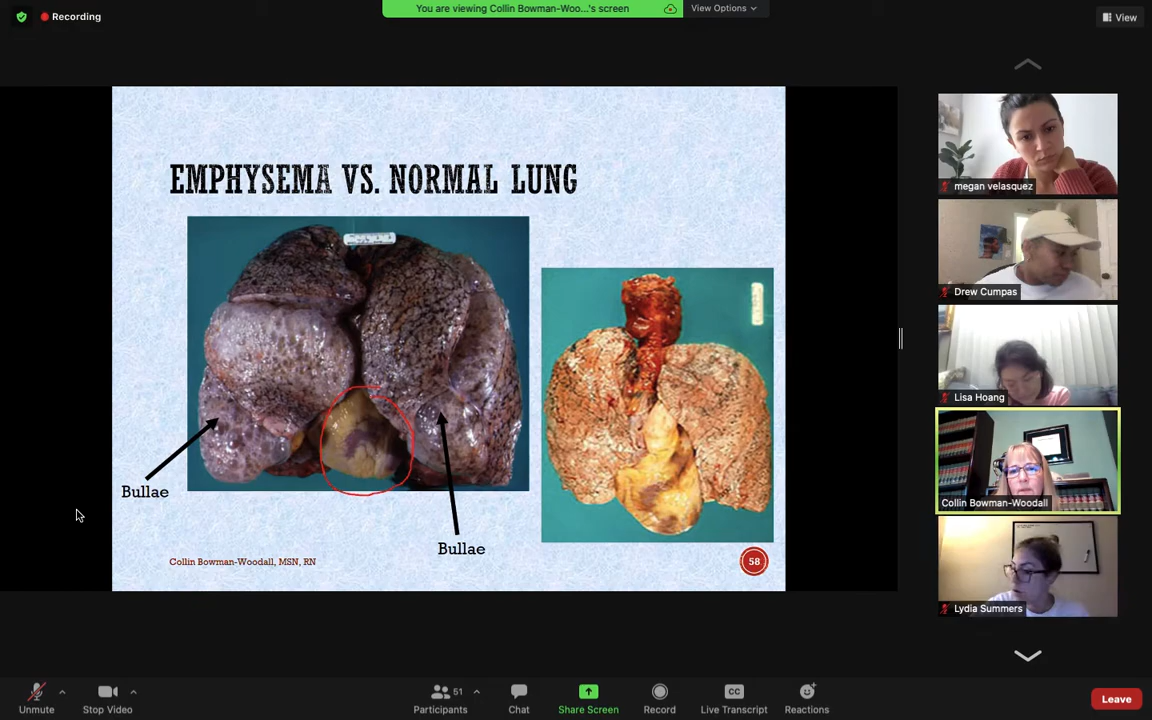 Recording
You are viewing Collin Bowman-Woo...'s screen
View Options
View
EMPHYSEMA VS. NORMAL LUNG
Bullae
Bullae
Collin Bowman-Woodall, MSN, RN
58
megan velasquez
Drew Cumpas
Lisa Hoang
Collin Bowman-Woodall
Lydia Summers
Unmute
Stop Video
51
Participants
Chat
Share Screen
Record
CC
Live Transcript
Reactions
Leave